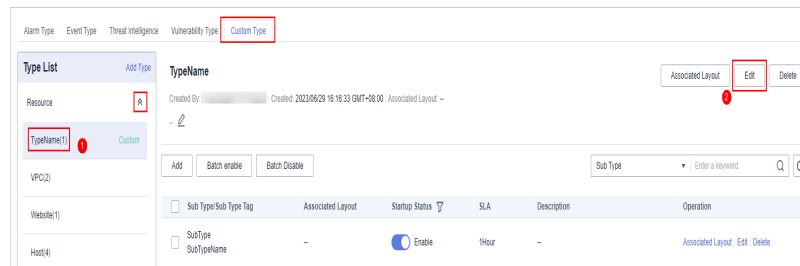 Alarm Type Event Type Threat Intelligence Vulnerability Type Custom Type
Type List Add Type
Resource
TypeName(1) 1 Custom
VPC(2)
Website(1)
Host(4)
TypeName
Associated Layout Edit Delete
2
Created By: Created: 2023/06/29 16:16:33 GMT+08:00 Associated Layout: --
--
Add Batch enable Batch Disable Sub Type Enter a keyword.
Sub Type/Sub Type Tag Associated Layout Startup Status SLA Description Operation
SubType
SubTypeName -- Enable 1Hour -- Associated Layout Edit Delete